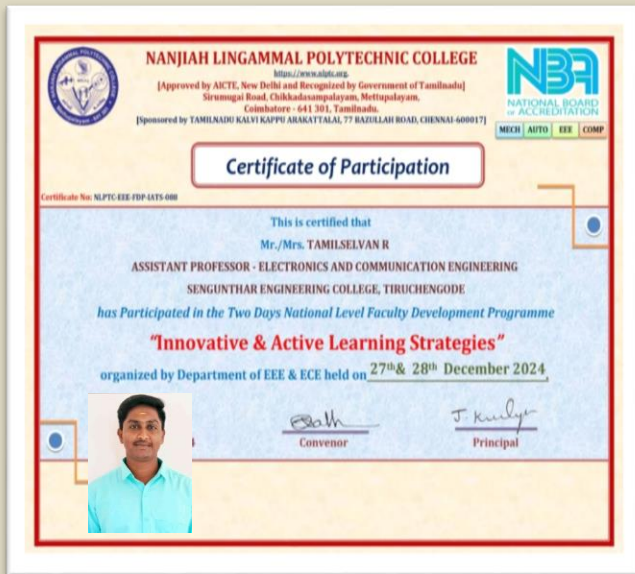 NANJIAH LINGAMMAL POLYTECHNIC COLLEGE
https://www.nlptc.org.
[Approved by AICTE, New Delhi and Recognized by Government of Tamilnadu]
Sirumugai Road, Chikkadasampalayam, Mettupalayam,
Coimbatore - 641 301, Tamilnadu.
[Sponsored by TAMILNADU KALVI KAPPU ARAKATTALAI, 77 BAZULLAH ROAD, CHENNAI-600017]
NBA
NATIONAL BOARD
OF ACCREDITATION
MECH AUTO EEE COMP
Certificate of Participation
Certificate No: NLPTC-EEE-FDP-IATS-088
This is certified that
Mr./Mrs. TAMILSELVAN R
ASSISTANT PROFESSOR - ELECTRONICS AND COMMUNICATION ENGINEERING
SENGUNTHAR ENGINEERING COLLEGE, TIRUCHENGODE
has Participated in the Two Days National Level Faculty Development Programme
"Innovative & Active Learning Strategies"
organized by Department of EEE & ECE held on 27th& 28th December 2024
Convenor Principal